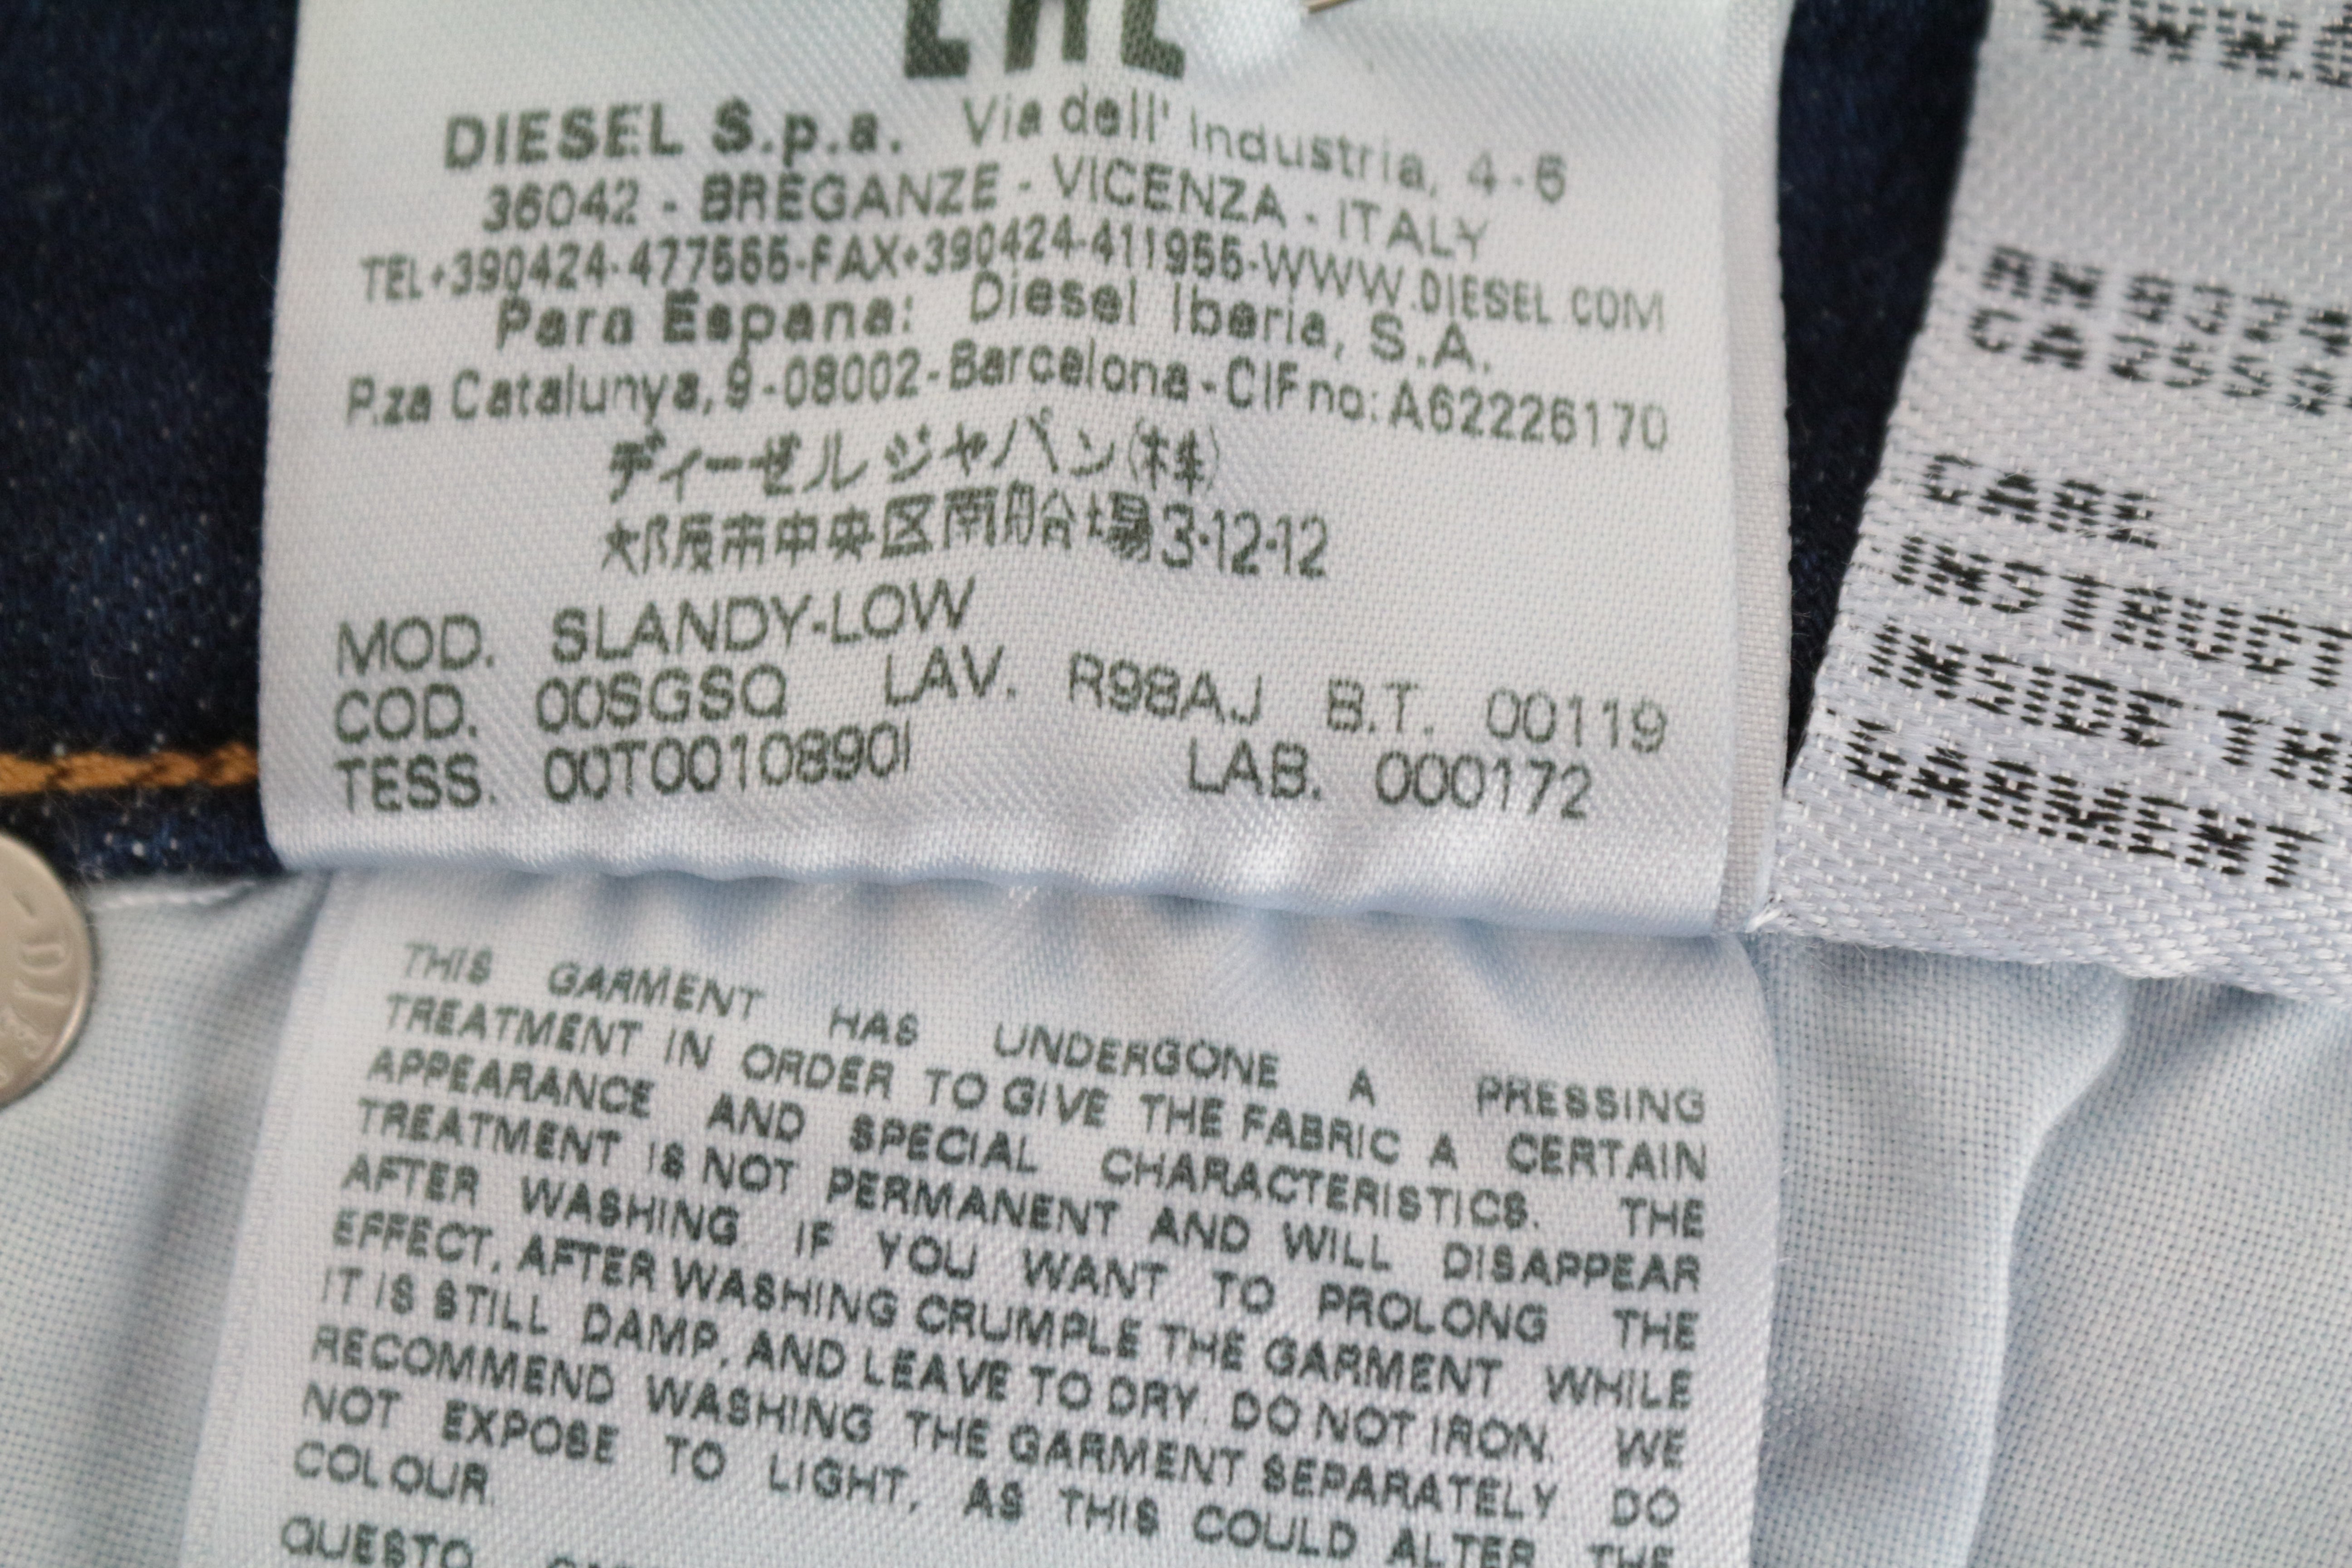 EAC
DIESEL S.p.a. Via dell' Industria, 4-6
36042 - BREGANZE - VICENZA - ITALY
TEL+390424-477555-FAX+390424-411955-WWW.DIESEL.COM
Para Espana: Diesel Iberia, S.A.
P.za Catalunya, 9-08002-Barcelona-CIF no: A62226170
ディーゼル ジャパン(株)
大阪市中央区南船場3-12-12
MOD. SLANDY-LOW
COD. 00SGSQ LAV. R98AJ B.T. 00119
TESS. 00T00108901 LAB. 000172
THIS GARMENT HAS UNDERGONE A PRESSING
TREATMENT IN ORDER TO GIVE THE FABRIC A CERTAIN
APPEARANCE AND SPECIAL CHARACTERISTICS. THE
TREATMENT IS NOT PERMANENT AND WILL DISAPPEAR
AFTER WASHING. IF YOU WANT TO PROLONG THE
EFFECT, AFTER WASHING CRUMPLE THE GARMENT WHILE
IT IS STILL DAMP, AND LEAVE TO DRY. DO NOT IRON. WE
RECOMMEND WASHING THE GARMENT SEPARATELY DO
NOT EXPOSE TO LIGHT, AS THIS COULD ALTER THE
COLOUR.
QUESTO
CARE
INSTRUCT
INSIDE
GARMENT